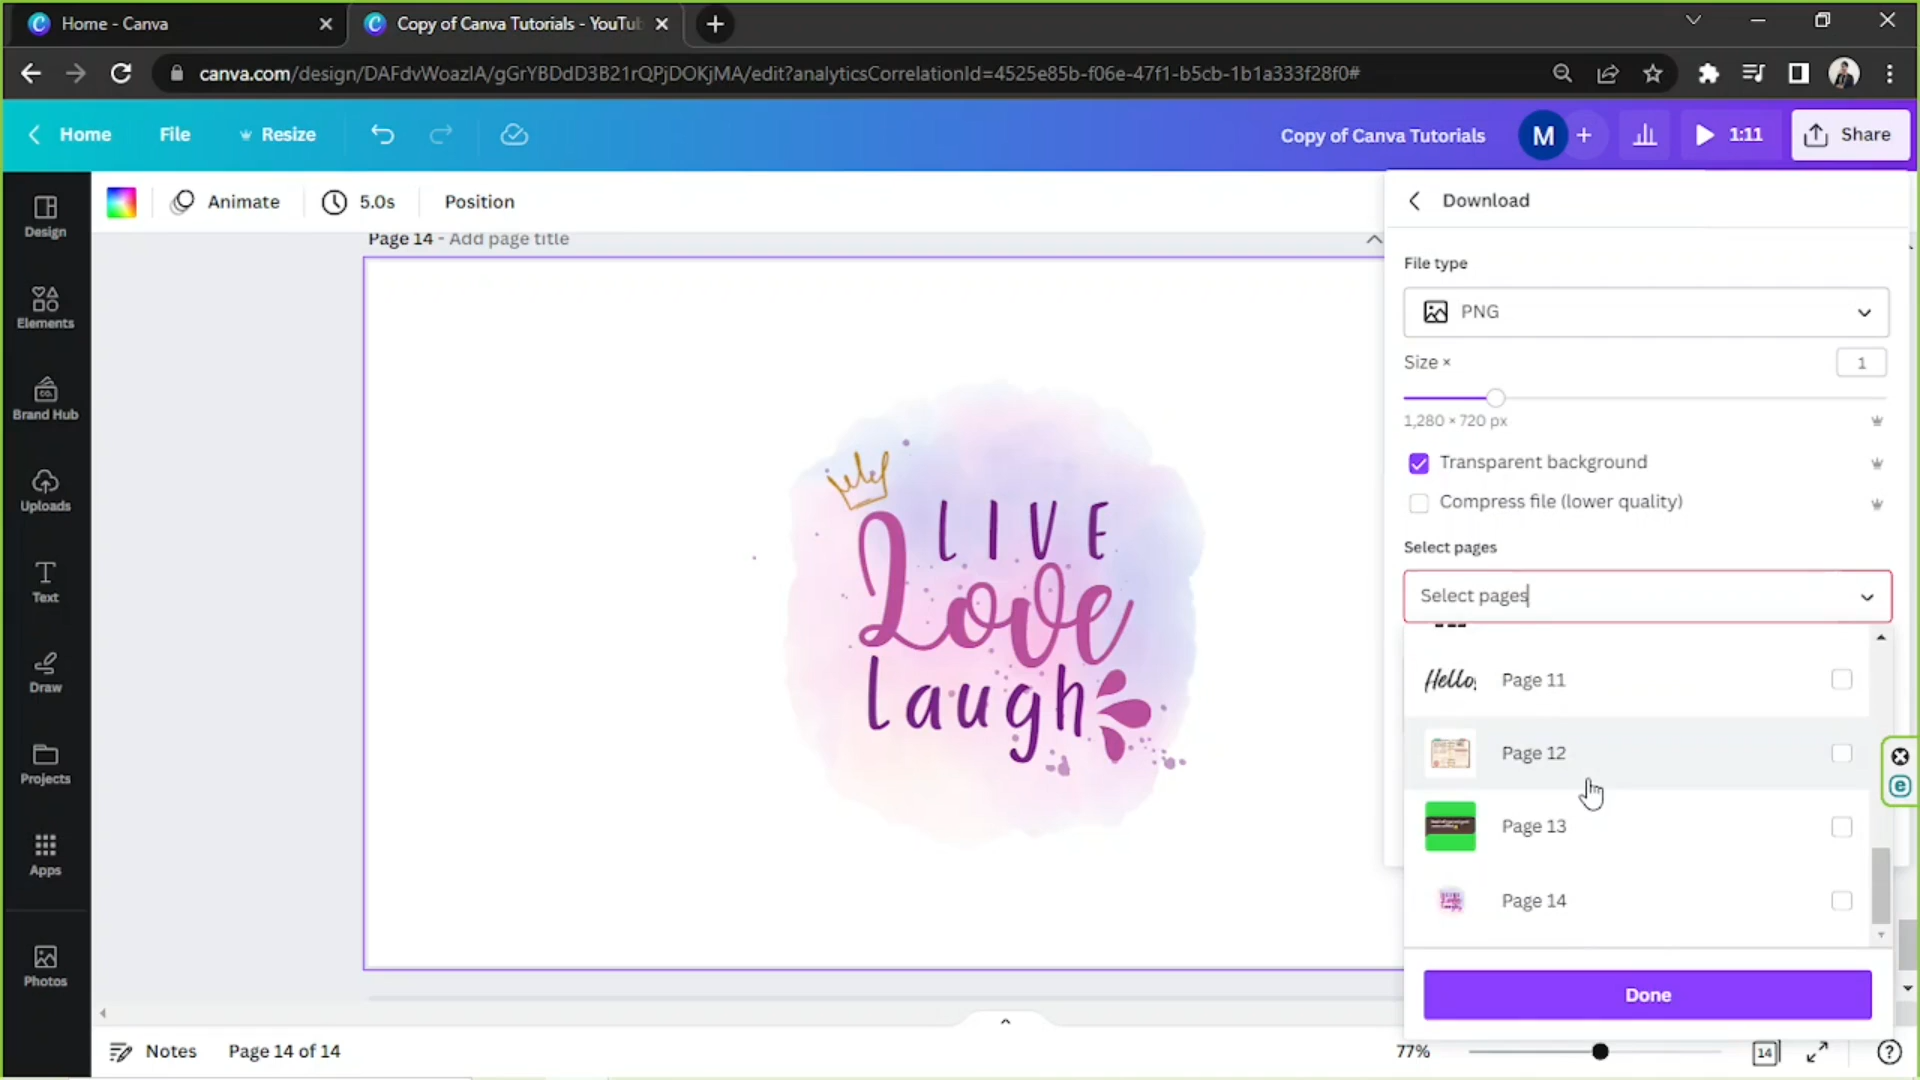 Home - Canva
Copy of Canva Tutorials - YouTub
canva.com/design/DAFdvWoazIA/gGrYBDdD3B21rQPjDOKjMA/edit?analyticsCorrelationId=4525e85b-f06e-47f1-b5cb-1b1a333f28f0#
Home
File
Resize
Copy of Canva Tutorials
M
1:11
Share
Design
Elements
Brand Hub
Uploads
Text
Draw
Projects
Apps
Photos
Animate
5.0s
Position
Page 14 - Add page title
LIVE
Love
laugh
Download
File type
PNG
Size ×
1
1,280 × 720 px
Transparent background
Compress file (lower quality)
Select pages
Select pages
Hello,
Page 11
Page 12
Page 13
Page 14
Done
Notes
Page 14 of 14
77%
14